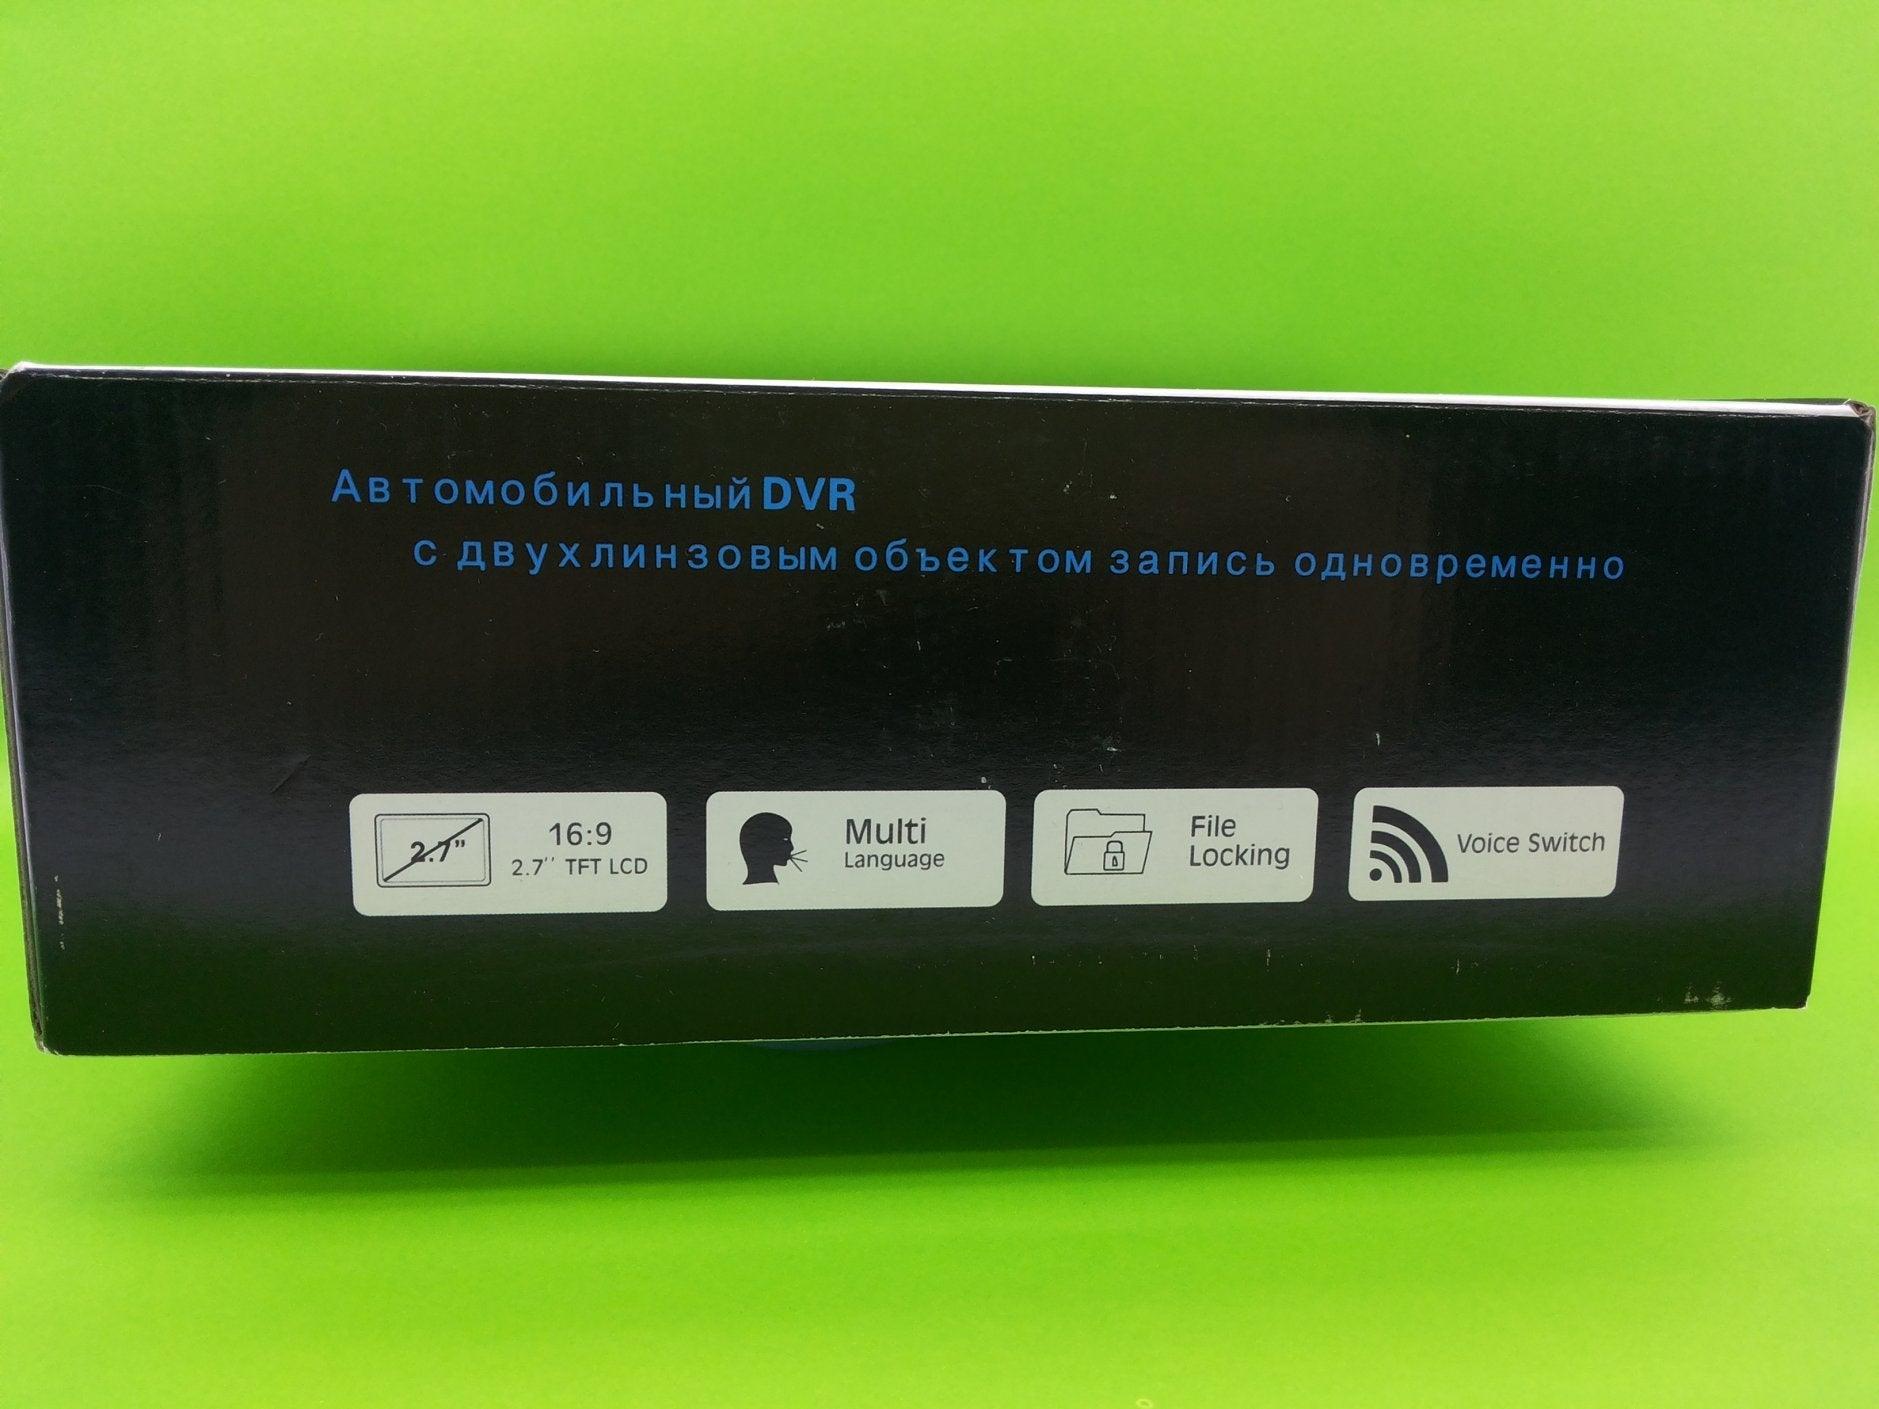 Автомобильный DVR
с двухлинзовым объектом запись одновременно
2.7"
16:9
2.7'' TFT LCD
Multi
Language
File
Locking
Voice Switch